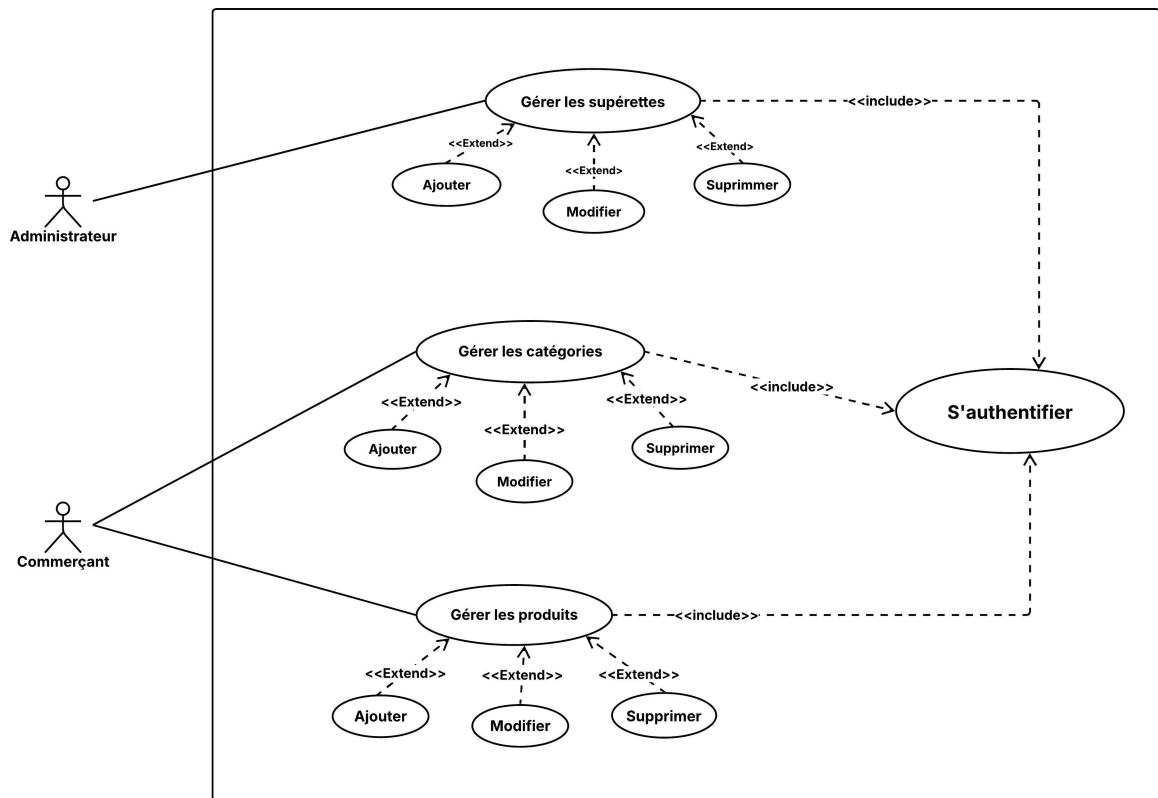 Gérer les supérettes
<<include>>
<<Extend>>
<<Extend>
<<Extend>
Ajouter
Modifier
Suprimmer
Administrateur
Gérer les catégories
<<include>>
<<Extend>>
<<Extend>>
<<Extend>>
Ajouter
Modifier
Supprimer
S'authentifier
Commerçant
Gérer les produits
<<include>>
<<Extend>>
<<Extend>>
<<Extend>>
Ajouter
Modifier
Supprimer